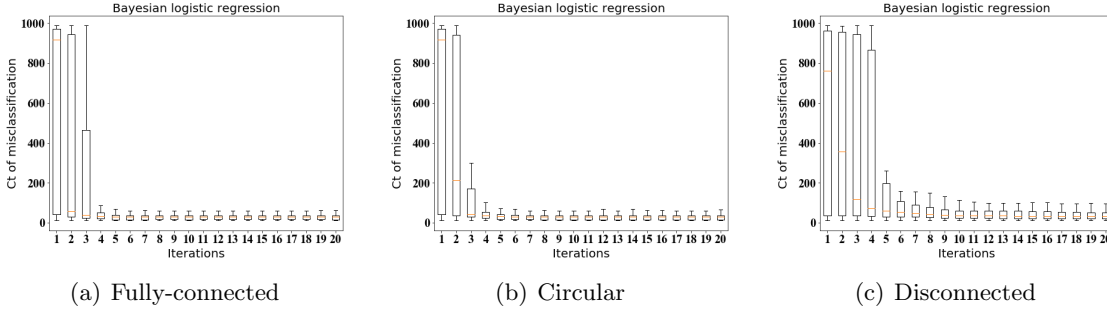 Bayesian logistic regression
Ct of misclassification
1000
800
600
400
200
0
1 2 3 4 5 6 7 8 9 10 11 12 13 14 15 16 17 18 19 20
Iterations
(a) Fully-connected
Bayesian logistic regression
Ct of misclassification
1000
800
600
400
200
0
1 2 3 4 5 6 7 8 9 10 11 12 13 14 15 16 17 18 19 20
Iterations
(b) Circular
Bayesian logistic regression
Ct of misclassification
1000
800
600
400
200
0
1 2 3 4 5 6 7 8 9 10 11 12 13 14 15 16 17 18 19 20
Iterations
(c) Disconnected